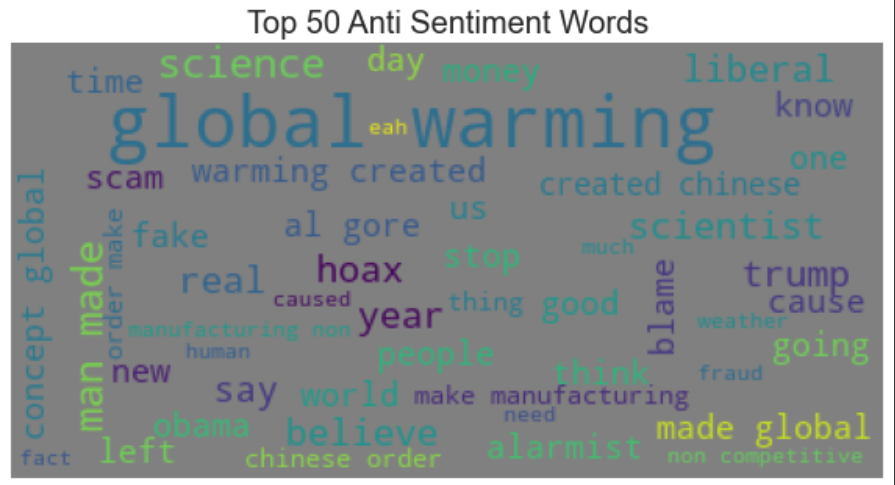 Top 50 Anti Sentiment Words
science day money liberal
time know
global eah warming
scam warming created one
created chinese
concept global
man made
order make
fake al gore us scientist
much
real hoax stop trump
caused year thing good blame cause
manufacturing non weather
human people going
new think fraud
say world make manufacturing
need
obama believe made global
left alarmist
fact chinese order non competitive